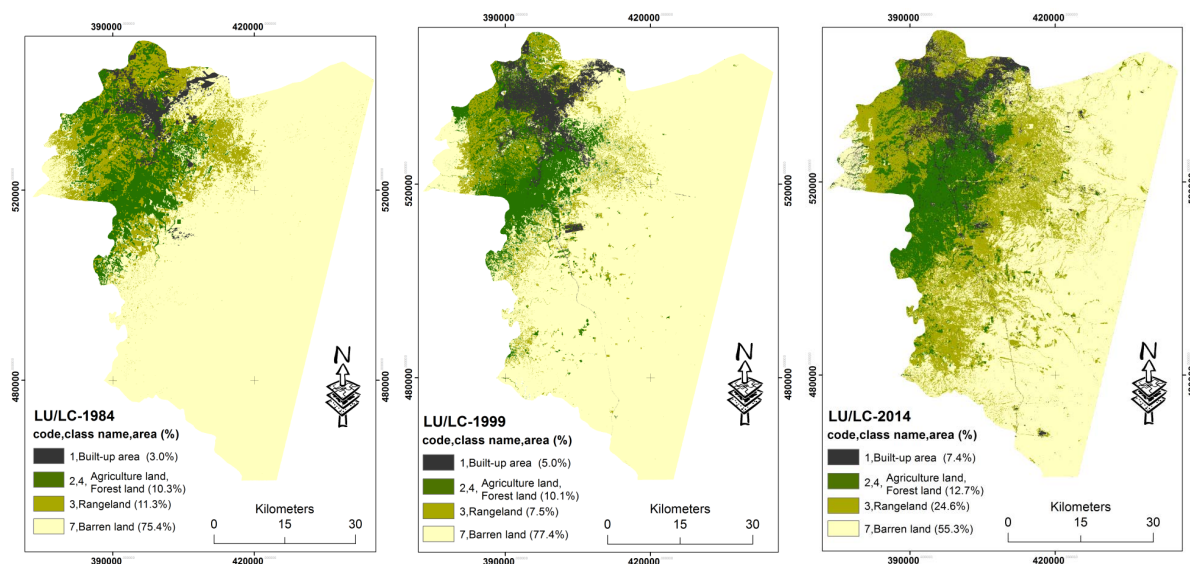 390000
420000
520000
480000
N
LU/LC-1984
code,class name,area (%)
1,Built-up area (3.0%)
2,4, Agriculture land,
Forest land (10.3%)
3,Rangeland (11.3%)
7,Barren land (75.4%)
Kilometers
0 15 30
390000
420000
390000
420000
520000
520000
480000
480000
N
LU/LC-1999
code,class name,area (%)
1,Built-up area (5.0%)
2,4, Agriculture land,
Forest land (10.1%)
3,Rangeland (7.5%)
7,Barren land (77.4%)
Kilometers
0 15 30
390000
420000
390000
420000
520000
480000
N
LU/LC-2014
code,class name,area (%)
1,Built-up area (7.4%)
2,4, Agriculture land,
Forest land (12.7%)
3,Rangeland (24.6%)
7,Barren land (55.3%)
Kilometers
0 15 30
390000
420000